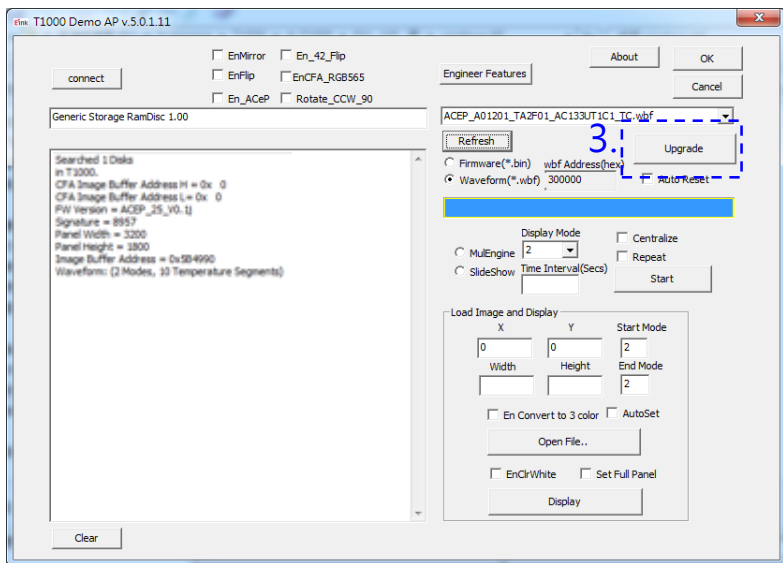 Eink T1000 Demo AP v.5.0.1.11
EnMirror En_42_Flip
EnFlip EnCFA_RGB565
En_ACeP Rotate_CCW_90
connect
Engineer Features
About
OK
Cancel
Generic Storage RamDisc 1.00
ACEP_A01201_TA2F01_AC133UT1C1_TC.wbf
Refresh
3.
Upgrade
Firmware(*.bin) wbf Address(hex)
Waveform(*.wbf) 300000 Auto Reset
Searched 1 Disks
in T1000.
CFA Image Buffer Address H = 0x 0
CFA Image Buffer Address L = 0x 0
FW Version = ACEP_25_V0.1j
Signature = 8957
Panel Width = 3200
Panel Height = 1800
Image Buffer Address = 0x5B4990
Waveform: (2 Modes, 10 Temperature Segments)
Display Mode
MulEngine 2 Centralize
Repeat
SlideShow Time Interval(Secs)
Start
Load Image and Display
X Y Start Mode
0 0 2
Width Height End Mode
2
En Convert to 3 color AutoSet
Open File..
EnClrWhite Set Full Panel
Display
Clear